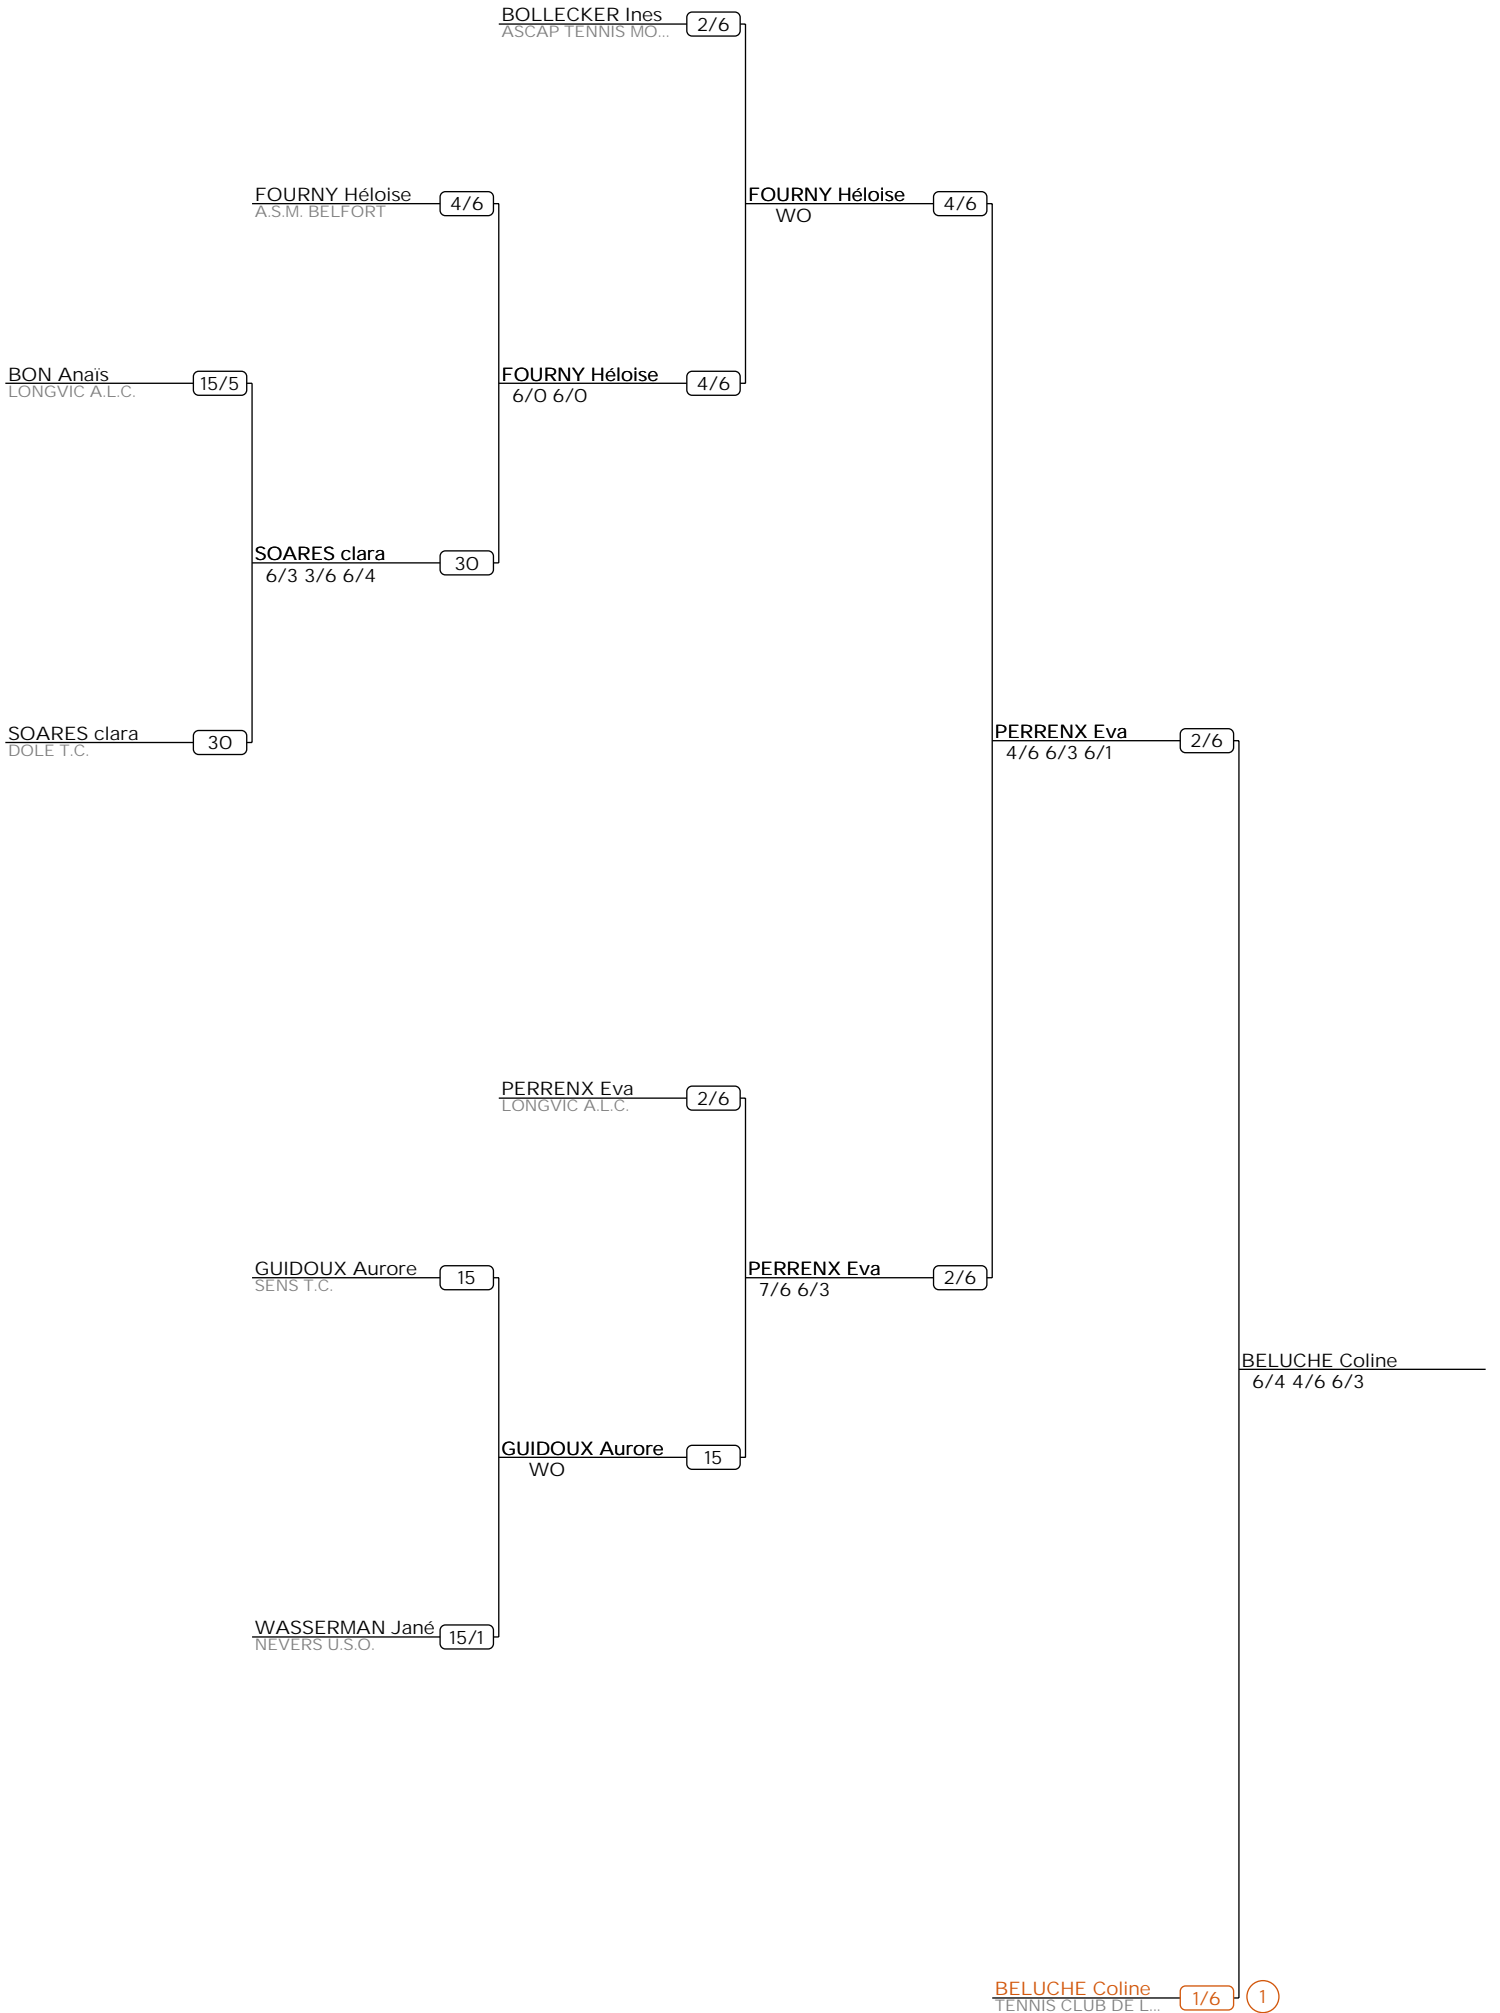 BOLLECKER Ines
2/6
ASCAP TENNIS MO...
FOURNY Héloise
4/6
A.S.M. BELFORT
FOURNY Héloise
4/6
WO
BON Anaïs
15/5
LONGVIC A.L.C.
FOURNY Héloise
4/6
6/0 6/0
SOARES clara
30
6/3 3/6 6/4
SOARES clara
30
DOLE T.C.
PERRENX Eva
2/6
4/6 6/3 6/1
PERRENX Eva
2/6
LONGVIC A.L.C.
GUIDOUX Aurore
15
SENS T.C.
PERRENX Eva
2/6
7/6 6/3
BELUCHE Coline
6/4 4/6 6/3
GUIDOUX Aurore
15
WO
WASSERMAN Jané
15/1
NEVERS U.S.O.
BELUCHE Coline
1/6
1
TENNIS CLUB DE L...